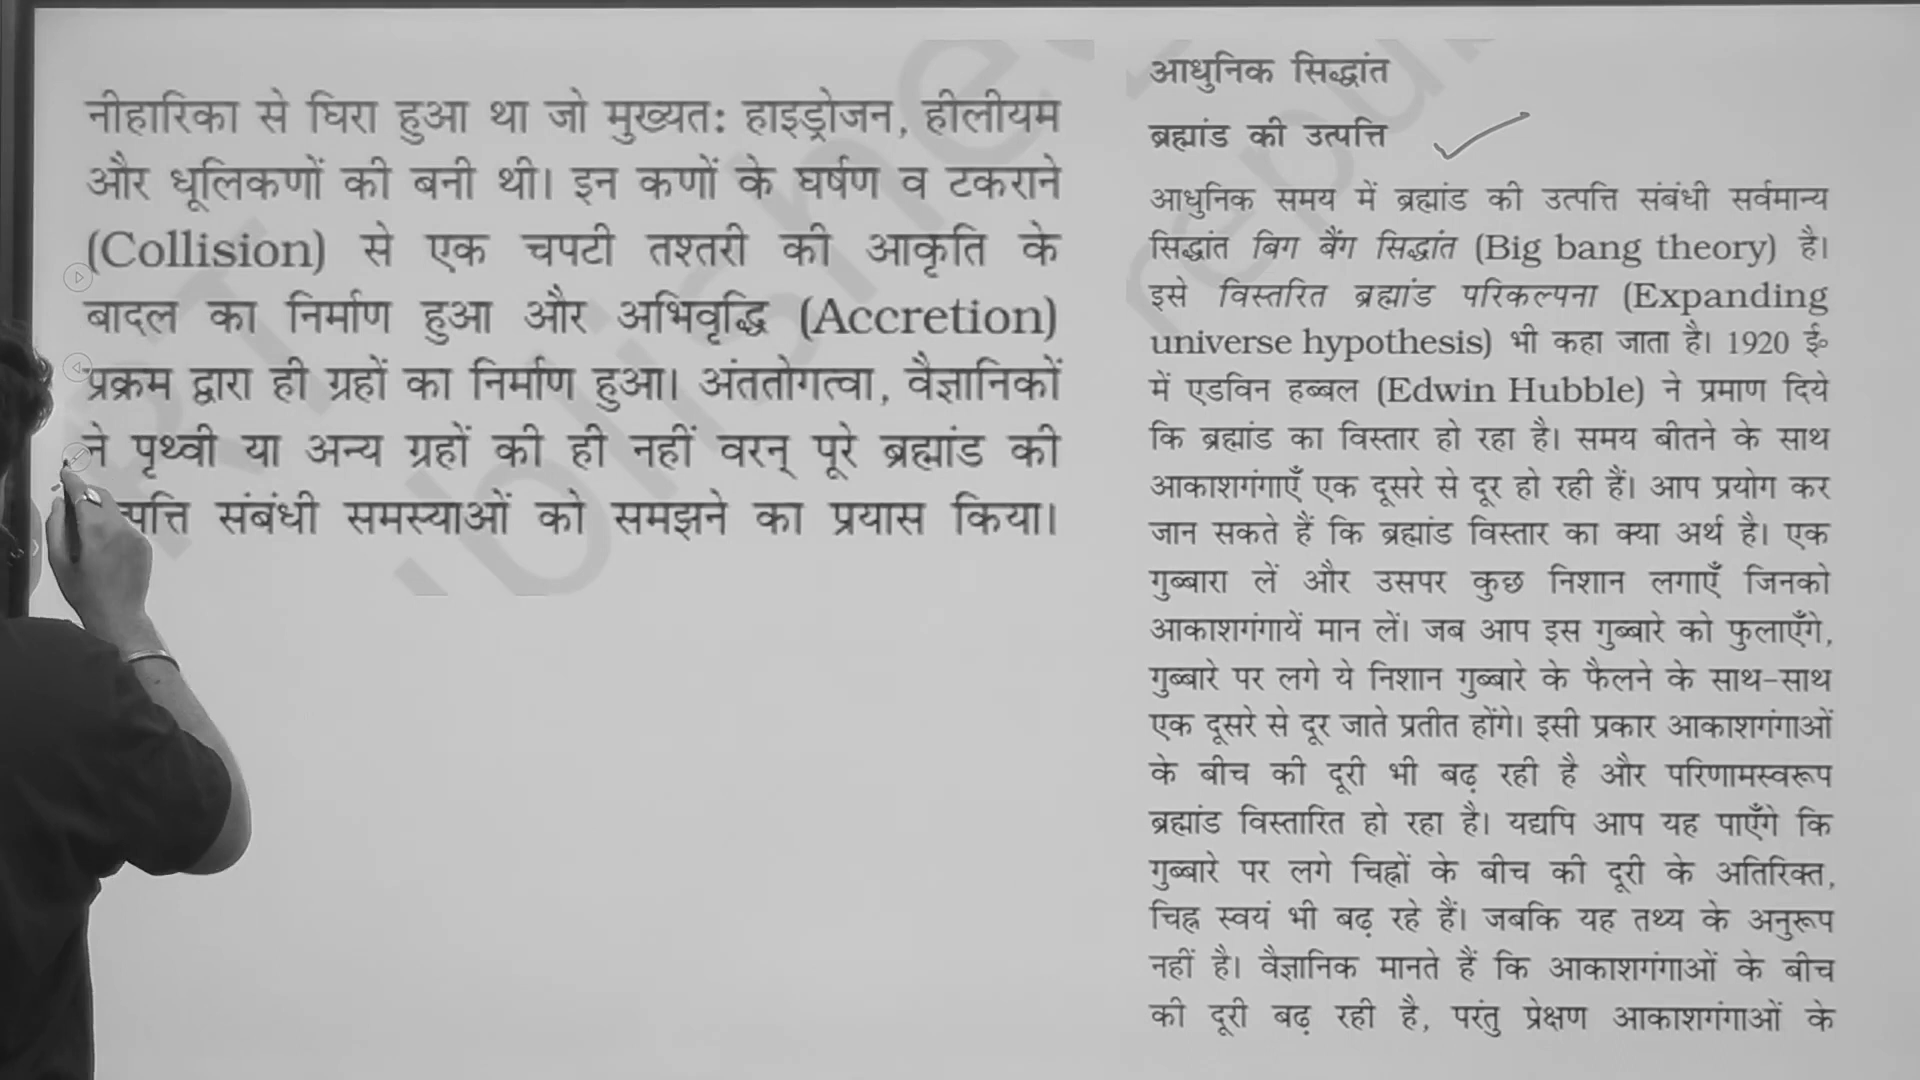 नीहारिका से घिरा हुआ था जो मुख्यत: हाइड्रोजन, हीलीयम
और धूलिकणों की बनी थी। इन कणों के घर्षण व टकराने
(Collision) से एक चपटी तश्तरी की आकृति के
बादल का निर्माण हुआ और अभिवृद्धि (Accretion)
प्रक्रम द्वारा ही ग्रहों का निर्माण हुआ। अंततोगत्वा, वैज्ञानिकों
ने पृथ्वी या अन्य ग्रहों की ही नहीं वरन् पूरे ब्रह्मांड की
संबंधी समस्याओं को समझने का प्रयास किया।
आधुनिक सिद्धांत
ब्रह्मांड की उत्पत्ति
आधुनिक समय में ब्रह्मांड की उत्पत्ति संबंधी सर्वमान्य
सिद्धांत बिग बैंग सिद्धांत (Big bang theory) है।
इसे विस्तरित ब्रह्मांड परिकल्पना (Expanding
universe hypothesis) भी कहा जाता है। 1920 ई॰
में एडविन हब्बल (Edwin Hubble) ने प्रमाण दिये
कि ब्रह्मांड का विस्तार हो रहा है। समय बीतने के साथ
आकाशगंगाएँ एक दूसरे से दूर हो रही हैं। आप प्रयोग कर
जान सकते हैं कि ब्रह्मांड विस्तार का क्या अर्थ है। एक
गुब्बारा लें और उसपर कुछ निशान लगाएँ जिनको
आकाशगंगायें मान लें। जब आप इस गुब्बारे को फुलाएँगे,
गुब्बारे पर लगे ये निशान गुब्बारे के फैलने के साथ-साथ
एक दूसरे से दूर जाते प्रतीत होंगे। इसी प्रकार आकाशगंगाओं
के बीच की दूरी भी बढ़ रही है और परिणामस्वरूप
ब्रह्मांड विस्तारित हो रहा है। यद्यपि आप यह पाएँगे कि
गुब्बारे पर लगे चिह्नों के बीच की दूरी के अतिरिक्त,
चिह्न स्वयं भी बढ़ रहे हैं। जबकि यह तथ्य के अनुरूप
नहीं है। वैज्ञानिक मानते हैं कि आकाशगंगाओं के बीच
की दूरी बढ़ रही है, परंतु प्रेक्षण आकाशगंगाओं के